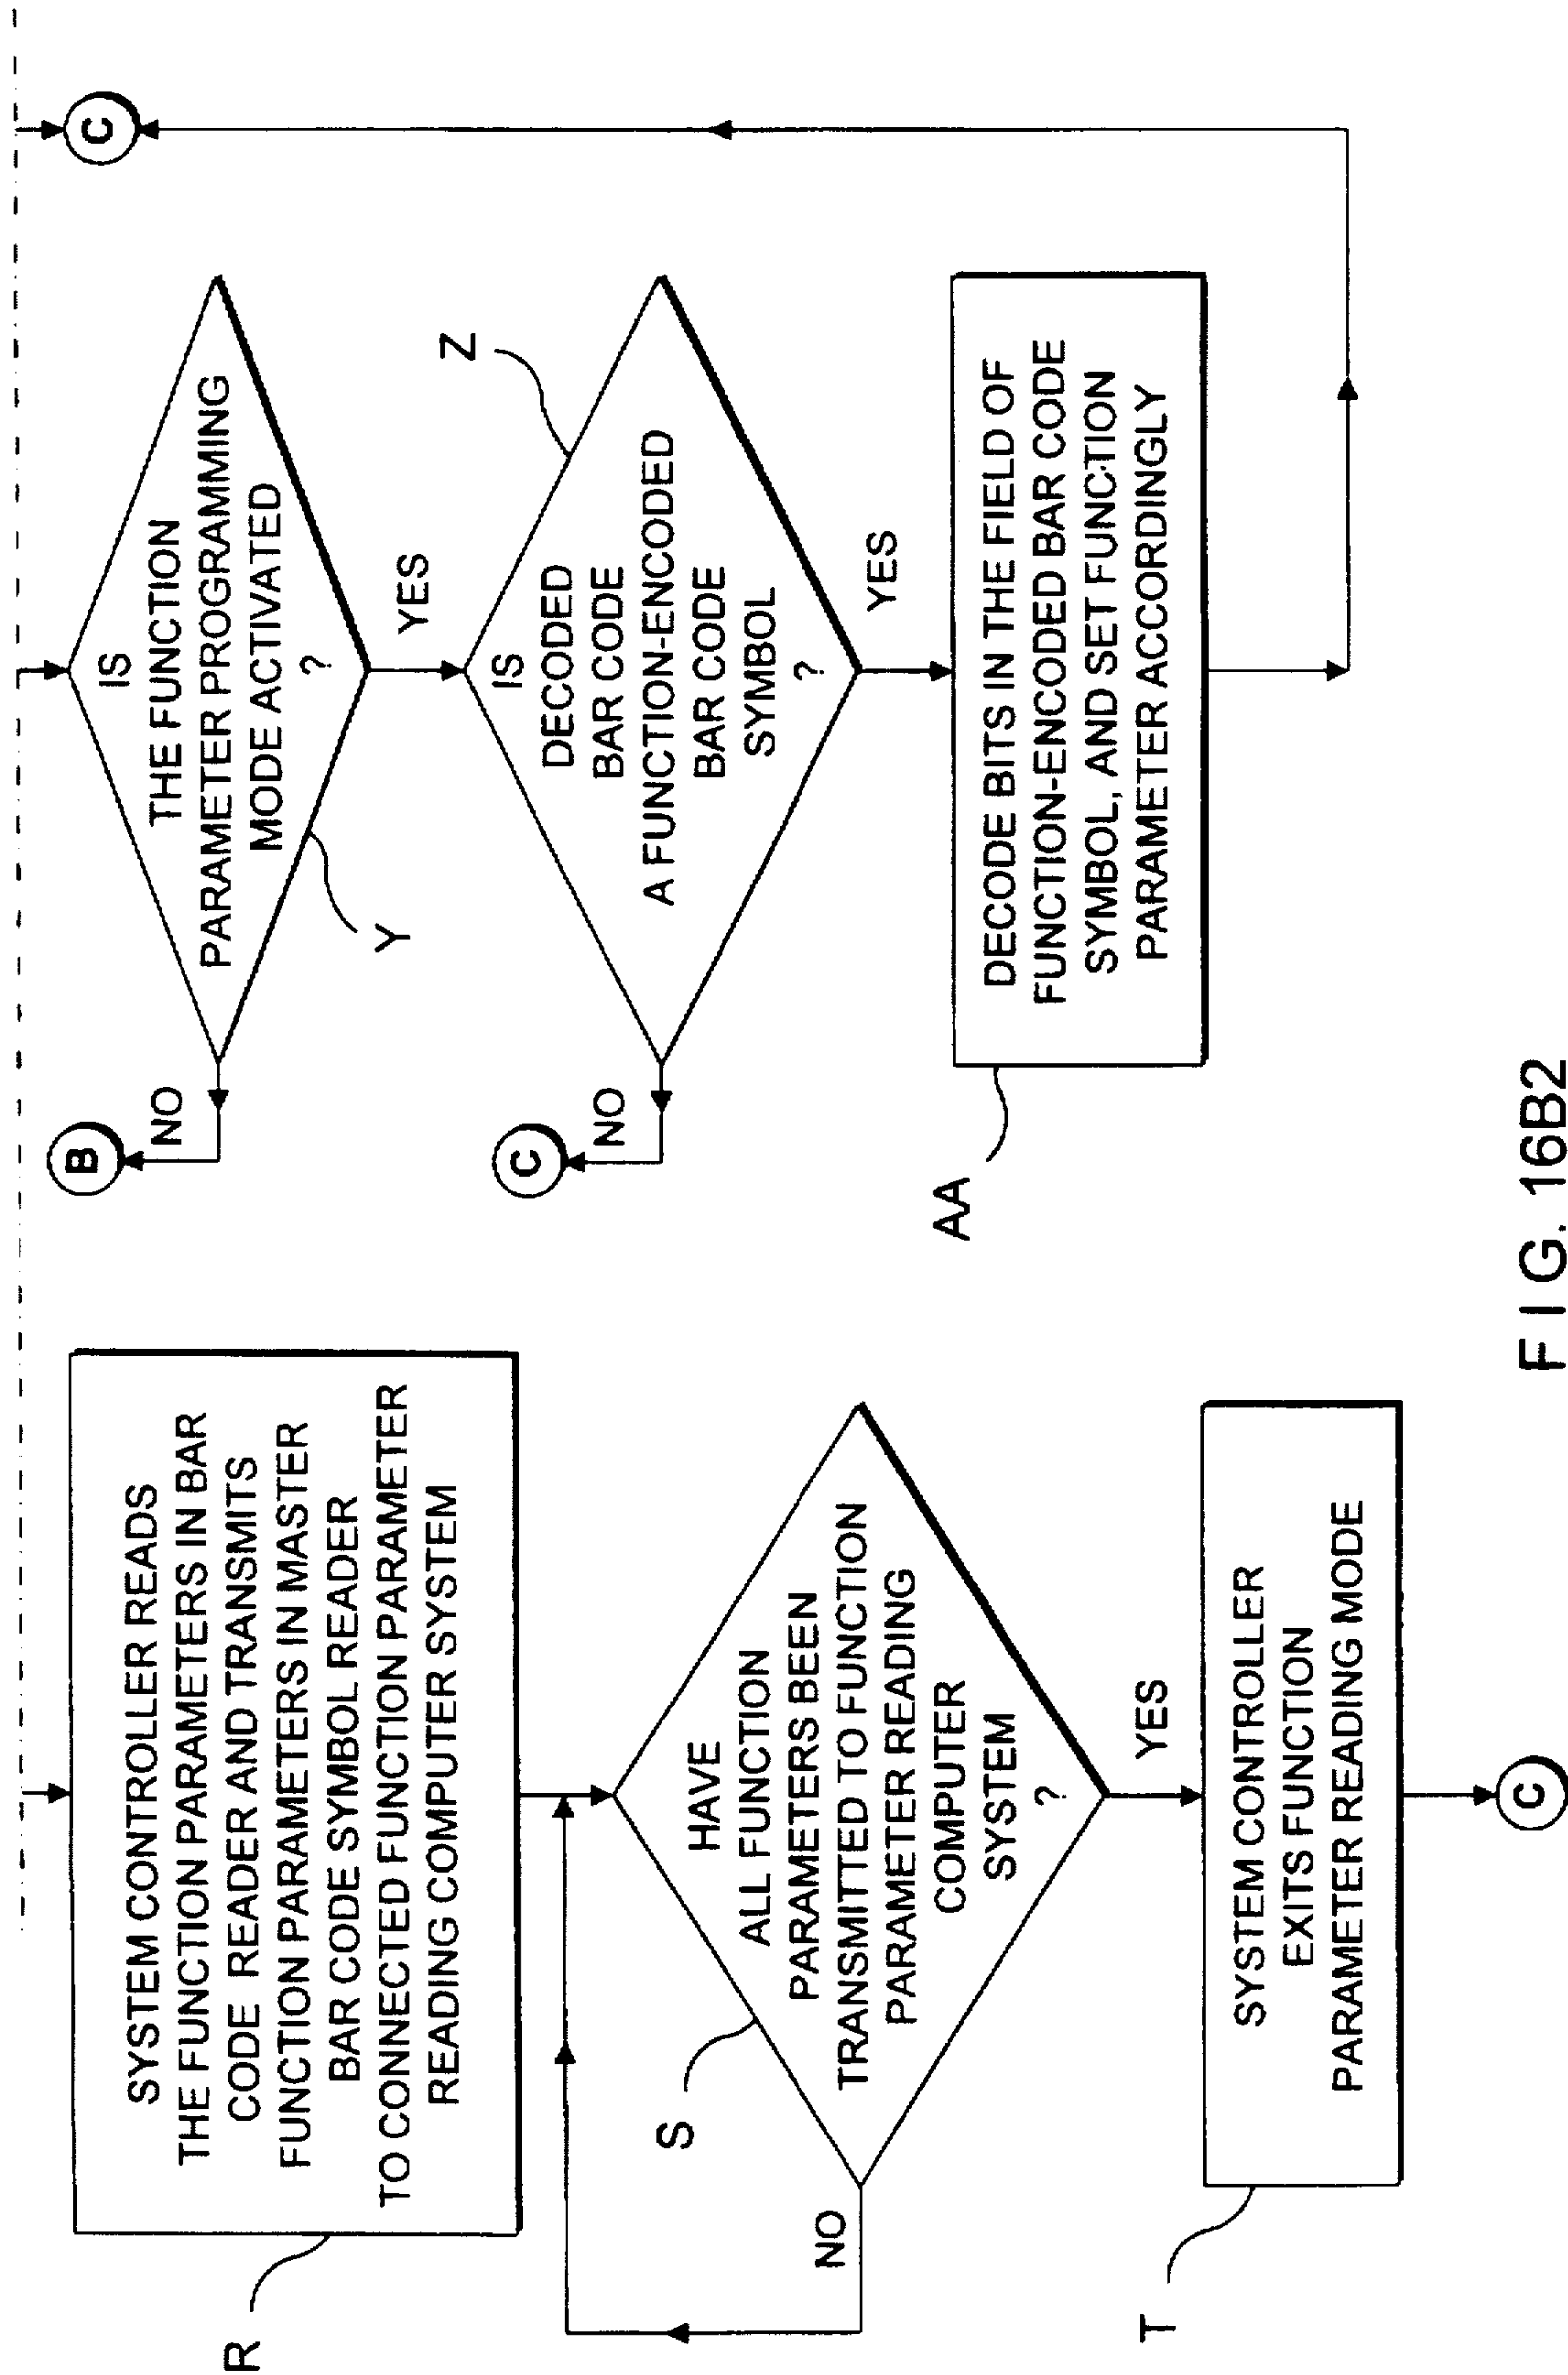 SYSTEM CONTROLLER READS
THE FUNCTION PARAMETERS IN BAR
CODE READER AND TRANSMITS
FUNCTION PARAMETERS IN MASTER
BAR CODE SYMBOL READER
TO CONNECTED FUNCTION PARAMETER
READING COMPUTER SYSTEM
R
HAVE
ALL FUNCTION
PARAMETERS BEEN
TRANSMITTED TO FUNCTION
PARAMETER READING
COMPUTER
SYSTEM
?
S
NO
YES
SYSTEM CONTROLLER
EXITS FUNCTION
PARAMETER READING MODE
T
C
B
NO
IS
THE FUNCTION
PARAMETER PROGRAMMING
MODE ACTIVATED
?
Y
YES
C
NO
IS
DECODED
BAR CODE
A FUNCTION-ENCODED
BAR CODE
SYMBOL
?
Z
YES
DECODE BITS IN THE FIELD OF
FUNCTION-ENCODED BAR CODE
SYMBOL, AND SET FUNCTION
PARAMETER ACCORDINGLY
AA
C
FIG. 16B2